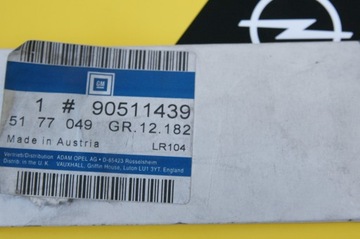 GM
1 # 90511439
51 77 049 GR.12.182
Made in Austria LR104
Vertrieb/Distribution ADAM OPEL AG • D-65423 Rüsselsheim
Distrib. in the U.K. VAUXHALL, Griffin House, Luton LU1 3YT, England